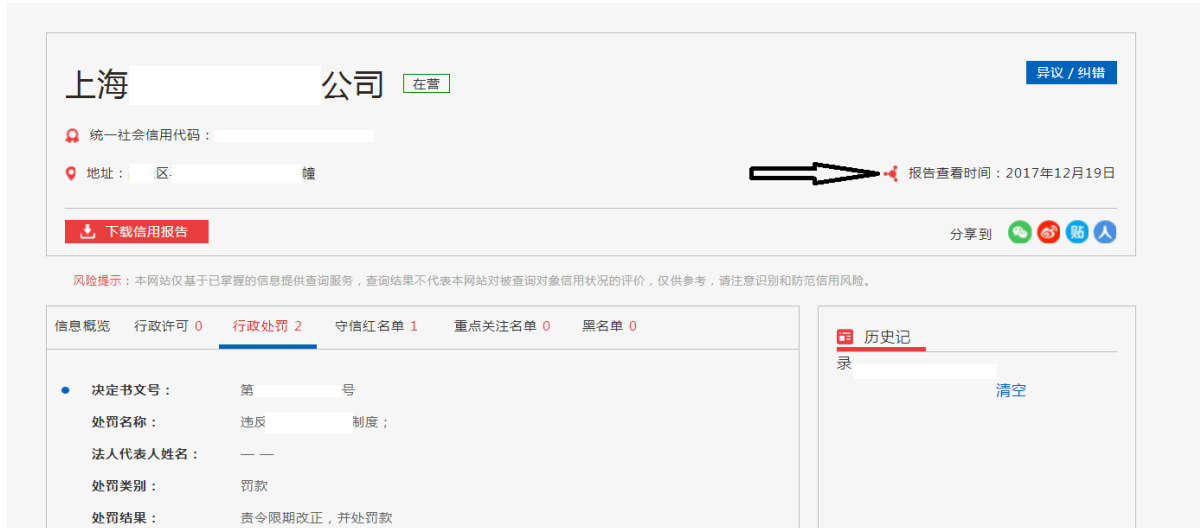 上海 公司 在营
异议 / 纠错
统一社会信用代码：
地址： 区 幢
报告查看时间：2017年12月19日
下载信用报告
分享到
贴
风险提示：本网站仅基于已掌握的信息提供查询服务，查询结果不代表本网站对被查询对象信用状况的评价，仅供参考，请注意识别和防范信用风险。
信息概览 行政许可 0 行政处罚 2 守信红名单 1 重点关注名单 0 黑名单 0
决定书文号： 第 号
处罚名称： 违反 制度；
法人代表人姓名： — —
处罚类别： 罚款
处罚结果： 责令限期改正，并处罚款
历史记
录
清空